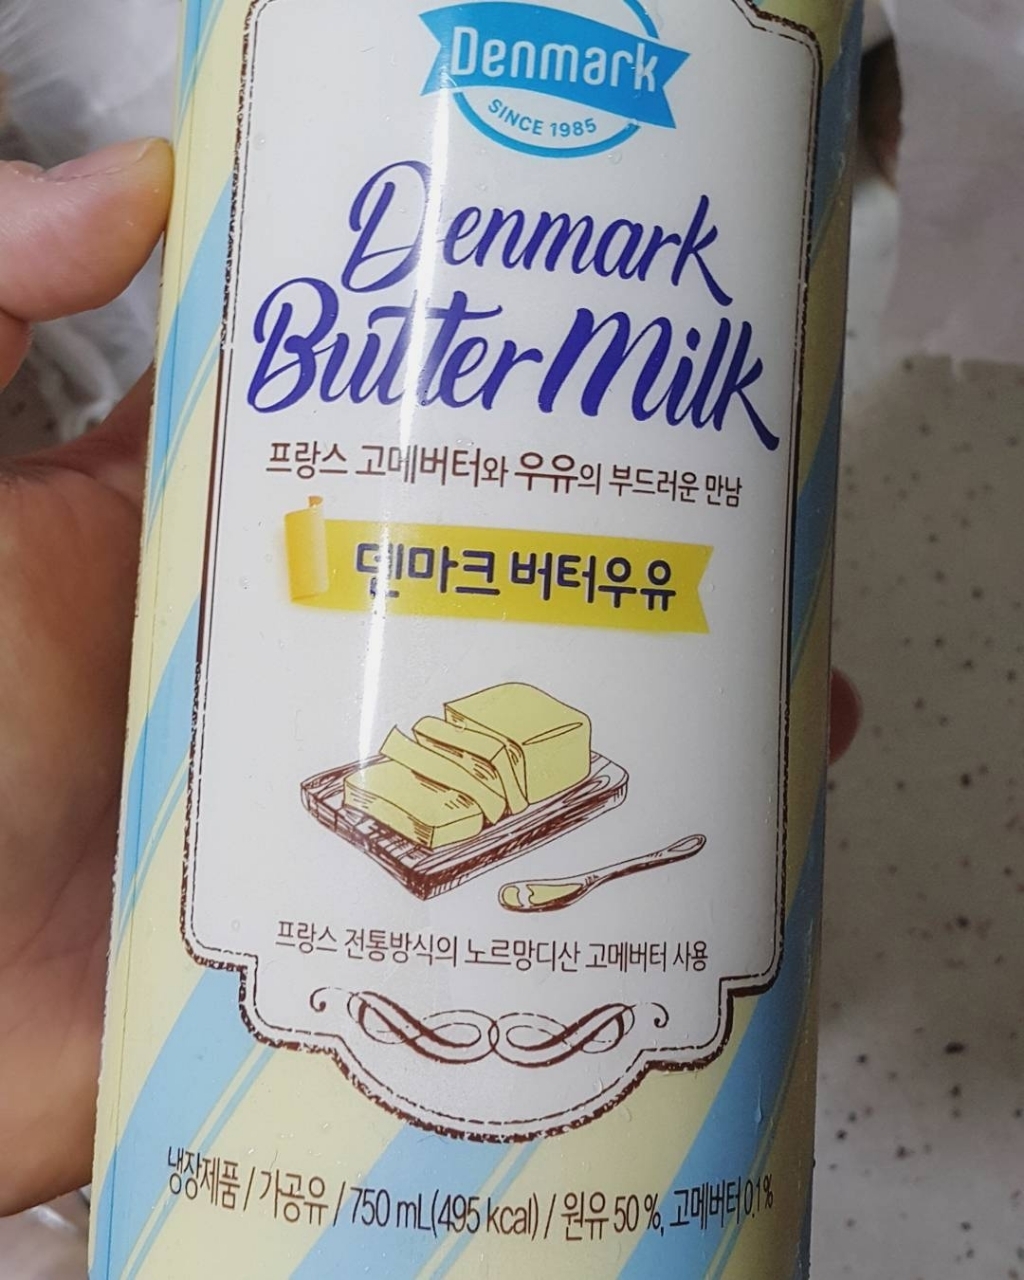 Denmark
SINCE 1985
Denmark
Butter Milk
프랑스 고메버터와 우유의 부드러운 만남
덴마크 버터우유
프랑스 전통방식의 노르망디산 고메버터 사용
냉장제품 / 가공유 / 750 mL(495 kcal) / 원유 50 %, 고메버터 0.1 %